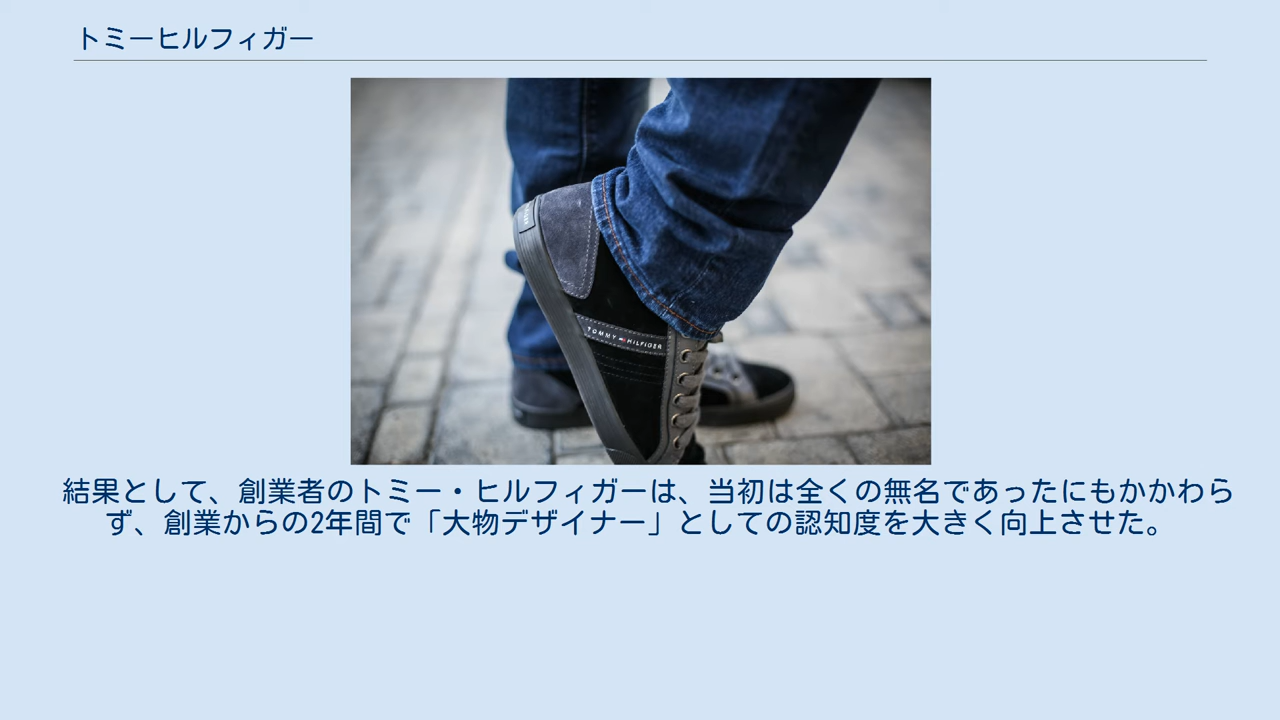 トミーヒルフィガー
TOMMY HILFIGER
結果として、創業者のトミー・ヒルフィガーは、当初は全くの無名であったにもかかわら
ず、創業からの2年間で「大物デザイナー」としての認知度を大きく向上させた。